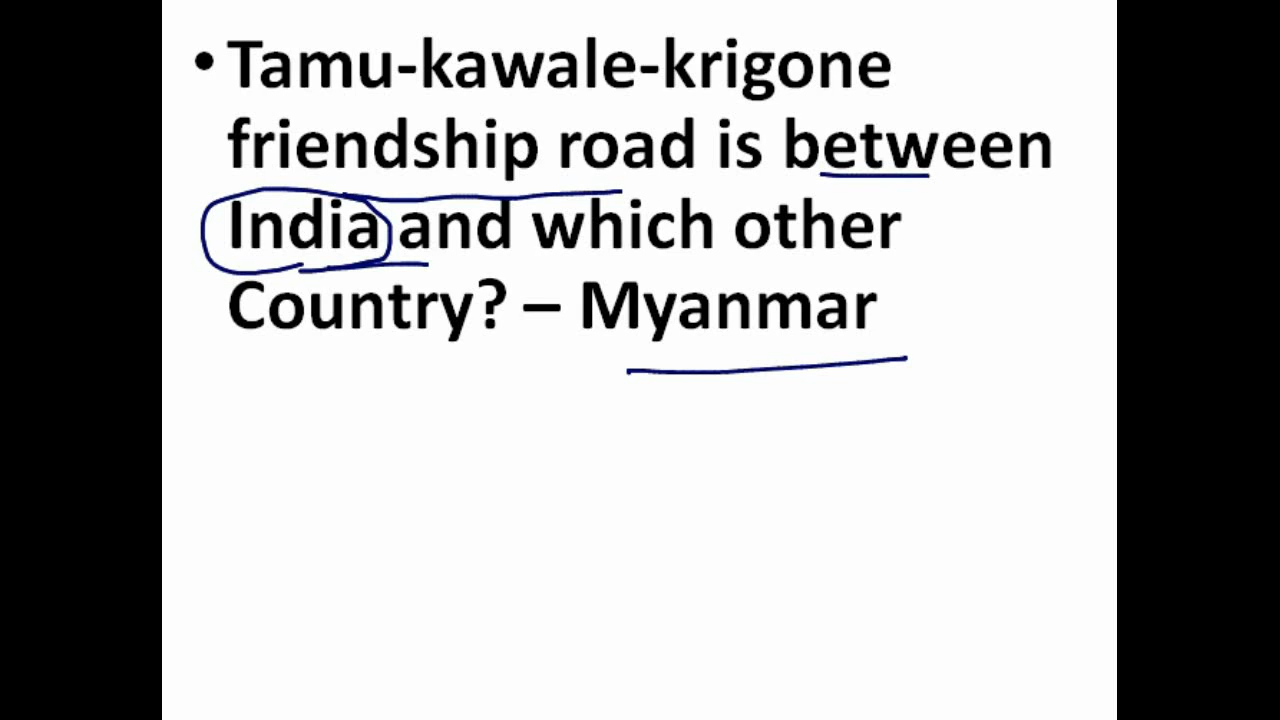 • Tamu-kawale-krigone
friendship road is between
India and which other
Country? – Myanmar